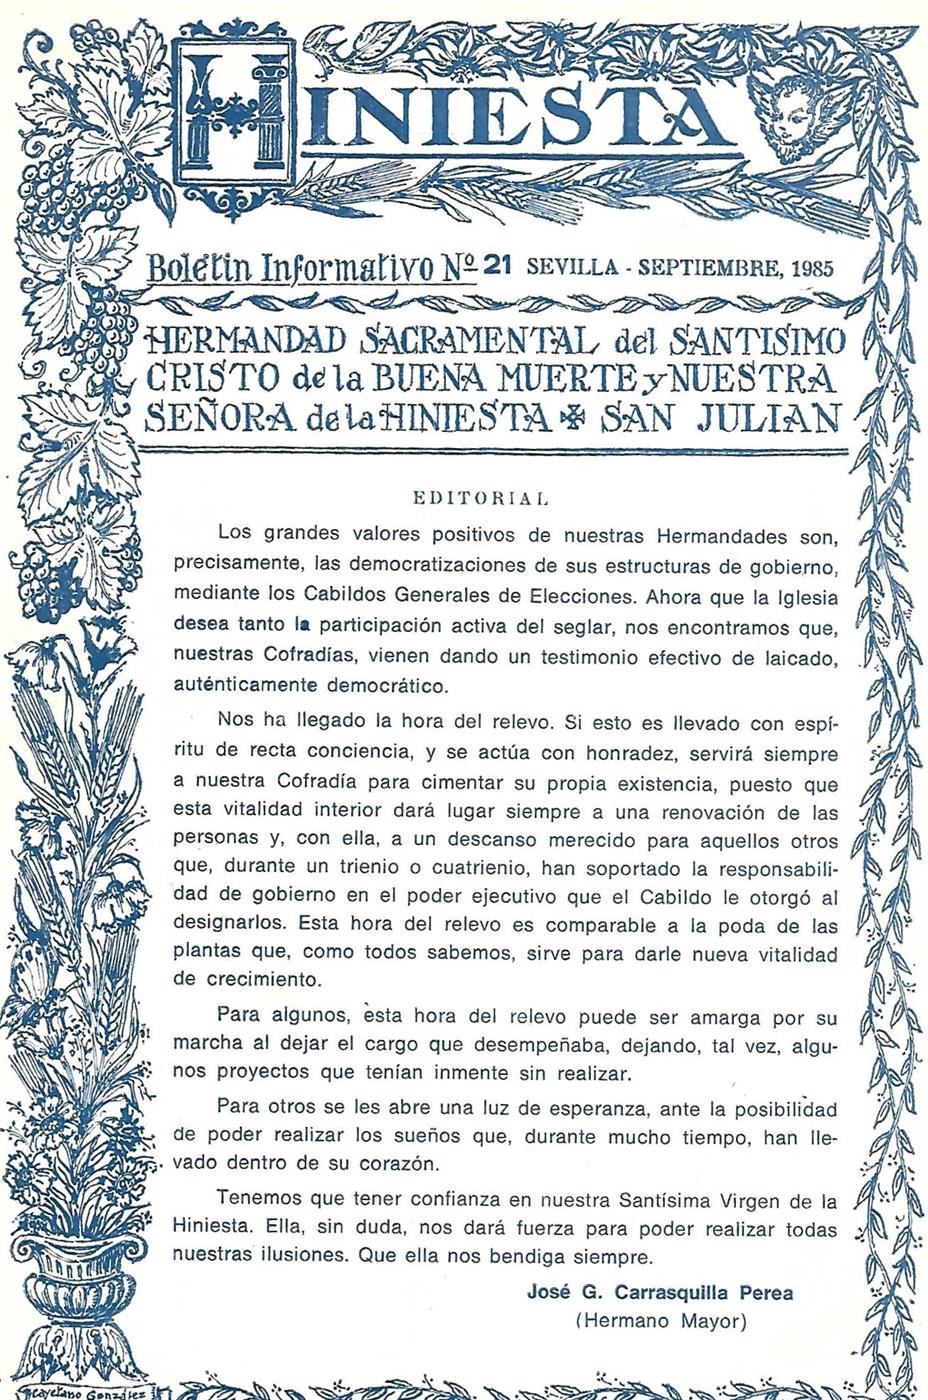 HINIESTA
Boletin Informativo Nº 21 SEVILLA - SEPTIEMBRE, 1985
HERMANDAD SACRAMENTAL del SANTISIMO
CRISTO de la BUENA MUERTE y NUESTRA
SEÑORA de la HINIESTA ✠ SAN JULIAN
EDITORIAL
Los grandes valores positivos de nuestras Hermandades son,
precisamente, las democratizaciones de sus estructuras de gobierno,
mediante los Cabildos Generales de Elecciones. Ahora que la Iglesia
desea tanto la participación activa del seglar, nos encontramos que,
nuestras Cofradías, vienen dando un testimonio efectivo de laicado,
auténticamente democrático.
Nos ha llegado la hora del relevo. Si esto es llevado con espí-
ritu de recta conciencia, y se actúa con honradez, servirá siempre
a nuestra Cofradía para cimentar su propia existencia, puesto que
esta vitalidad interior dará lugar siempre a una renovación de las
personas y, con ella, a un descanso merecido para aquellos otros
que, durante un trienio o cuatrienio, han soportado la responsabili-
dad de gobierno en el poder ejecutivo que el Cabildo le otorgó al
designarlos. Esta hora del relevo es comparable a la poda de las
plantas que, como todos sabemos, sirve para darle nueva vitalidad
de crecimiento.
Para algunos, èsta hora del relevo puede ser amarga por su
marcha al dejar el cargo que desempeñaba, dejando, tal vez, algu-
nos proyectos que tenían inmente sin realizar.
Para otros se les abre una luz de esperanza, ante la posibilidad
de poder realizar los sueños que, durante mucho tiempo, han lle-
vado dentro de su corazón.
Tenemos que tener confianza en nuestra Santísima Virgen de la
Hiniesta. Ella, sin duda, nos dará fuerza para poder realizar todas
nuestras ilusiones. Que ella nos bendiga siempre.
José G. Carrasquilla Perea
(Hermano Mayor)
Cayetano González